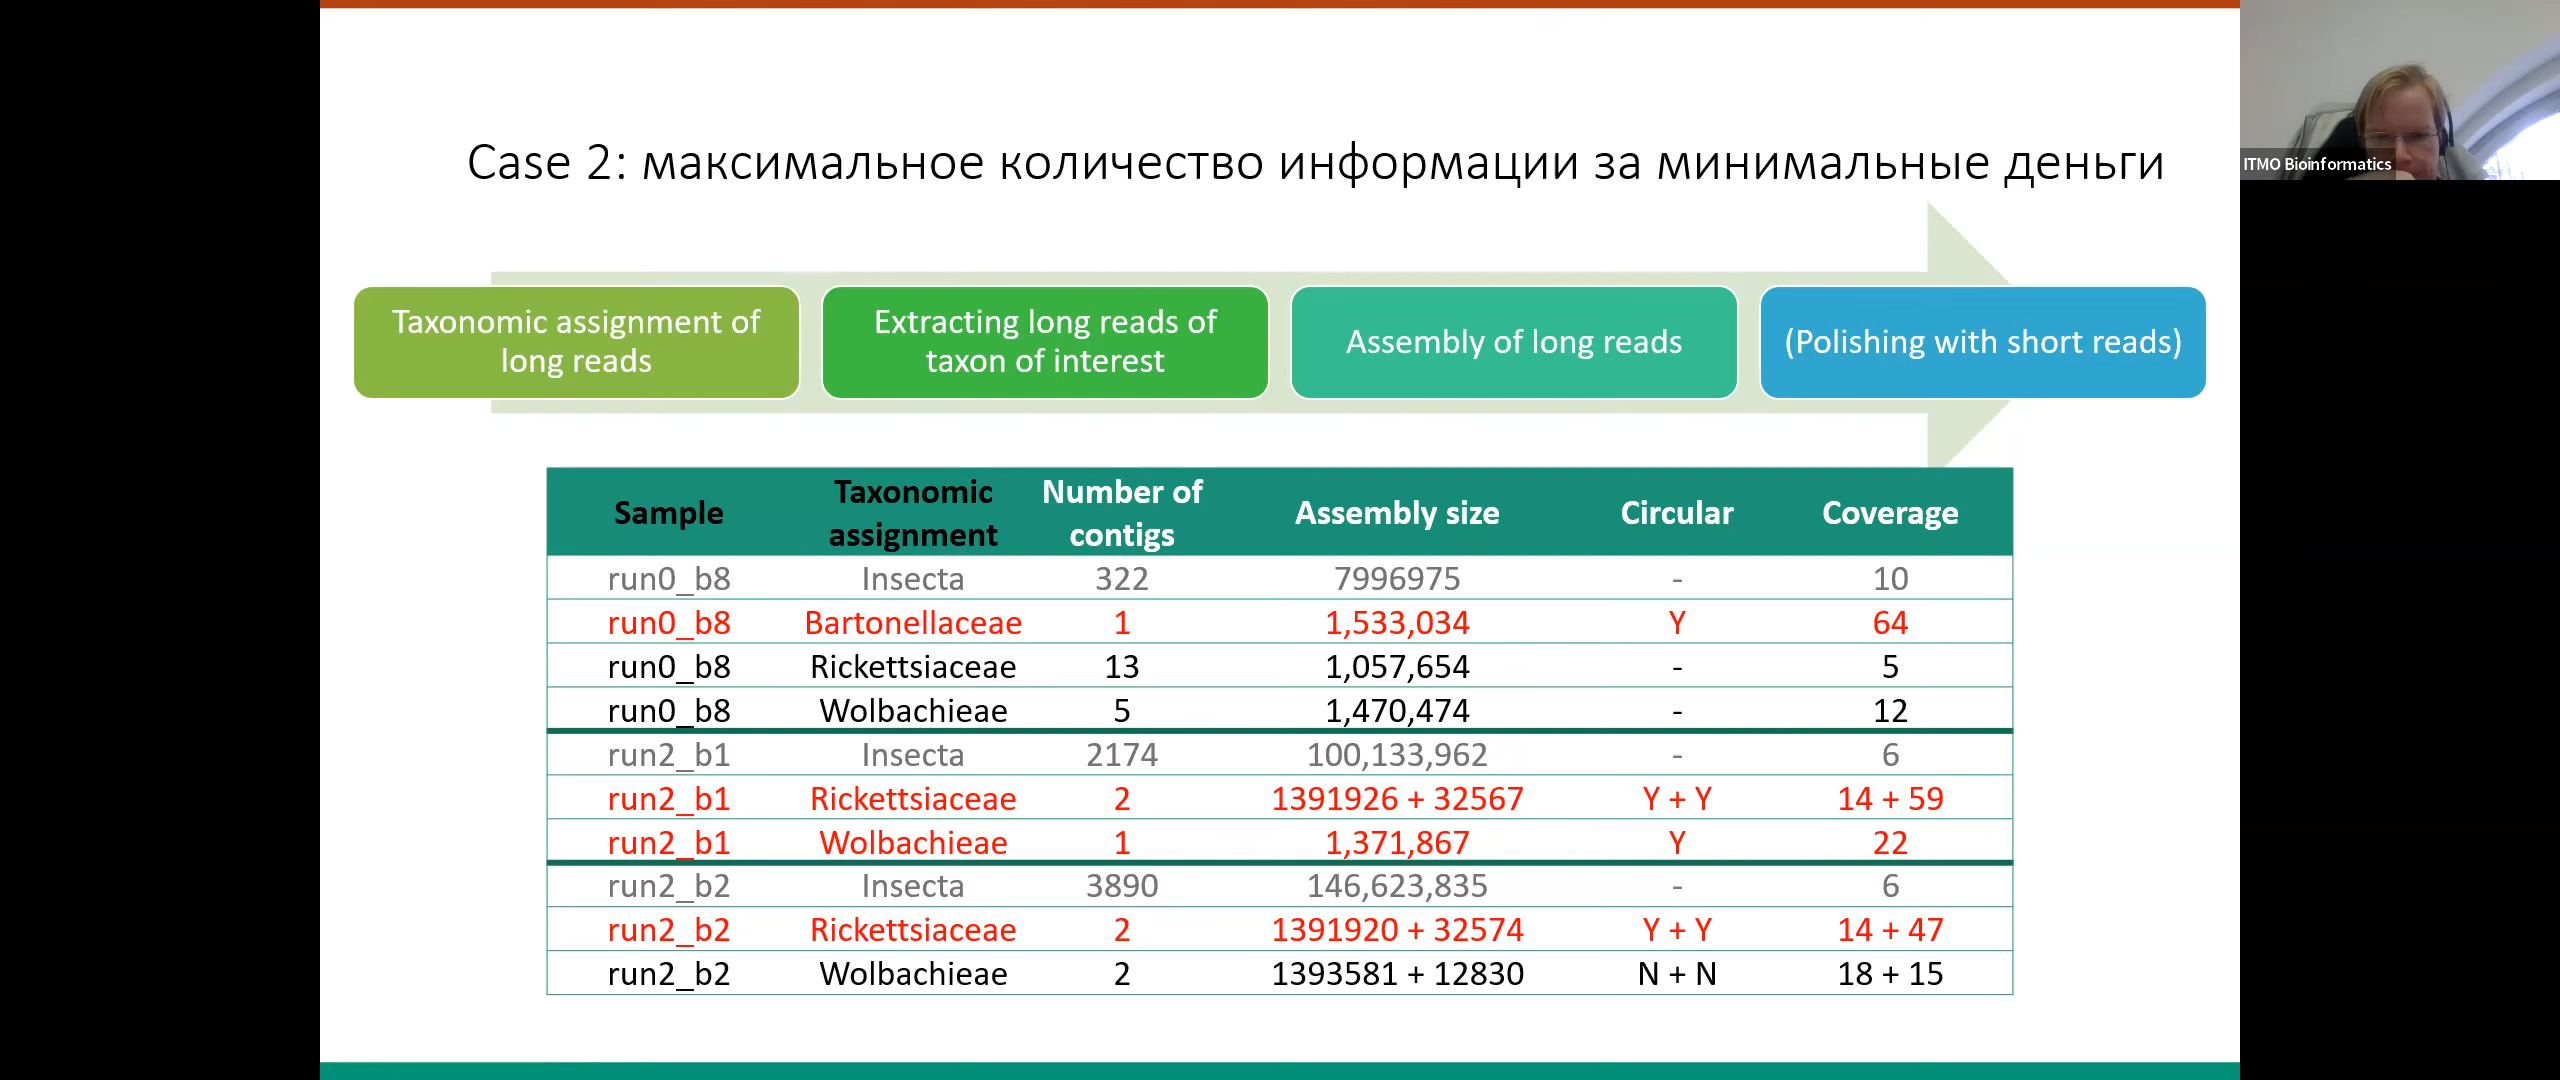 Case 2: максимальное количество информации за минимальные деньги
ITMO Bioinformatics
Taxonomic assignment of
long reads
Extracting long reads of
taxon of interest
Assembly of long reads
(Polishing with short reads)
Sample Taxonomic assignment Number of contigs Assembly size Circular Coverage
run0_b8 Insecta 322 7996975 - 10
run0_b8 Bartonellaceae 1 1,533,034 Y 64
run0_b8 Rickettsiaceae 13 1,057,654 - 5
run0_b8 Wolbachieae 5 1,470,474 - 12
run2_b1 Insecta 2174 100,133,962 - 6
run2_b1 Rickettsiaceae 2 1391926 + 32567 Y + Y 14 + 59
run2_b1 Wolbachieae 1 1,371,867 Y 22
run2_b2 Insecta 3890 146,623,835 - 6
run2_b2 Rickettsiaceae 2 1391920 + 32574 Y + Y 14 + 47
run2_b2 Wolbachieae 2 1393581 + 12830 N + N 18 + 15